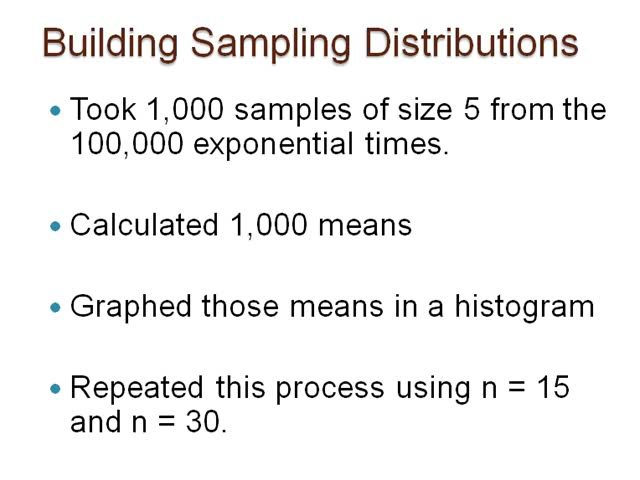 Building Sampling Distributions
• Took 1,000 samples of size 5 from the
100,000 exponential times.
• Calculated 1,000 means
• Graphed those means in a histogram
• Repeated this process using n = 15
and n = 30.